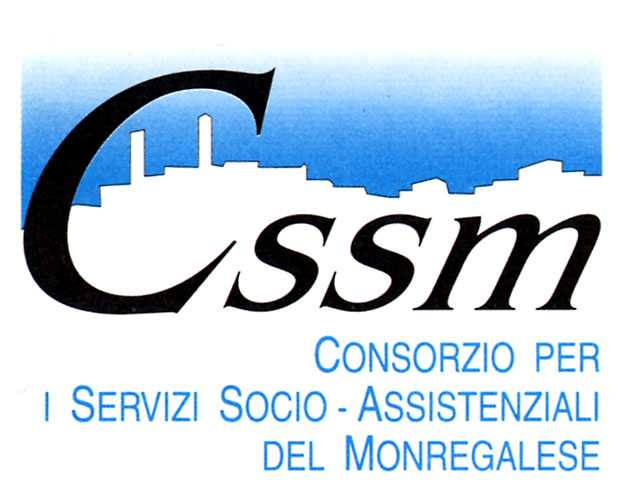 Cssm
CONSORZIO PER
I SERVIZI SOCIO - ASSISTENZIALI
DEL MONREGALESE